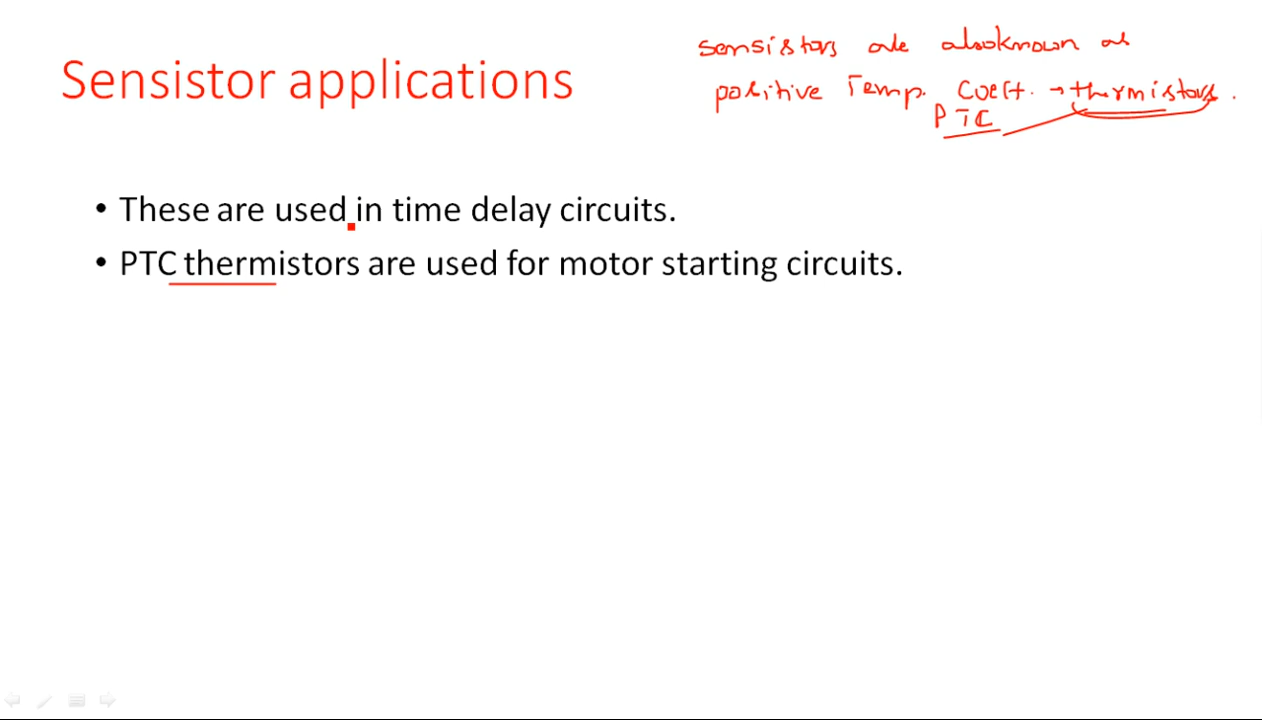 sensistors are also known as
Sensistor applications
positive Temp. Coeft. → thermistors.
PTC
• These are used in time delay circuits.
• PTC thermistors are used for motor starting circuits.